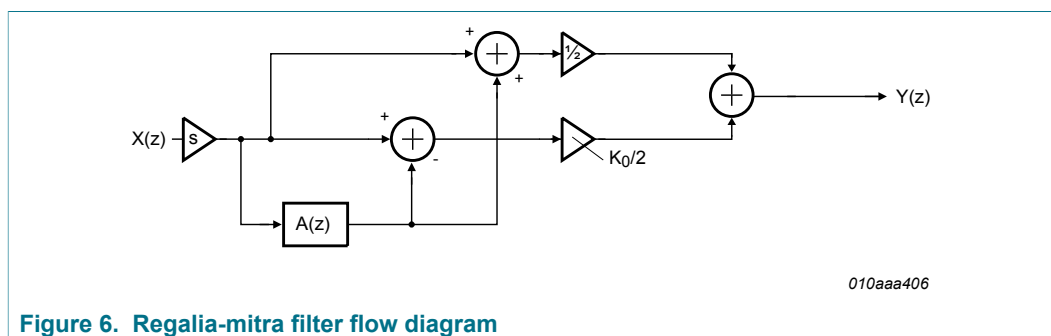 +
+
½
+
+
Y(z)
X(z)
s
+
+
-
K₀/2
A(z)
010aaa406
Figure 6. Regalia-mitra filter flow diagram